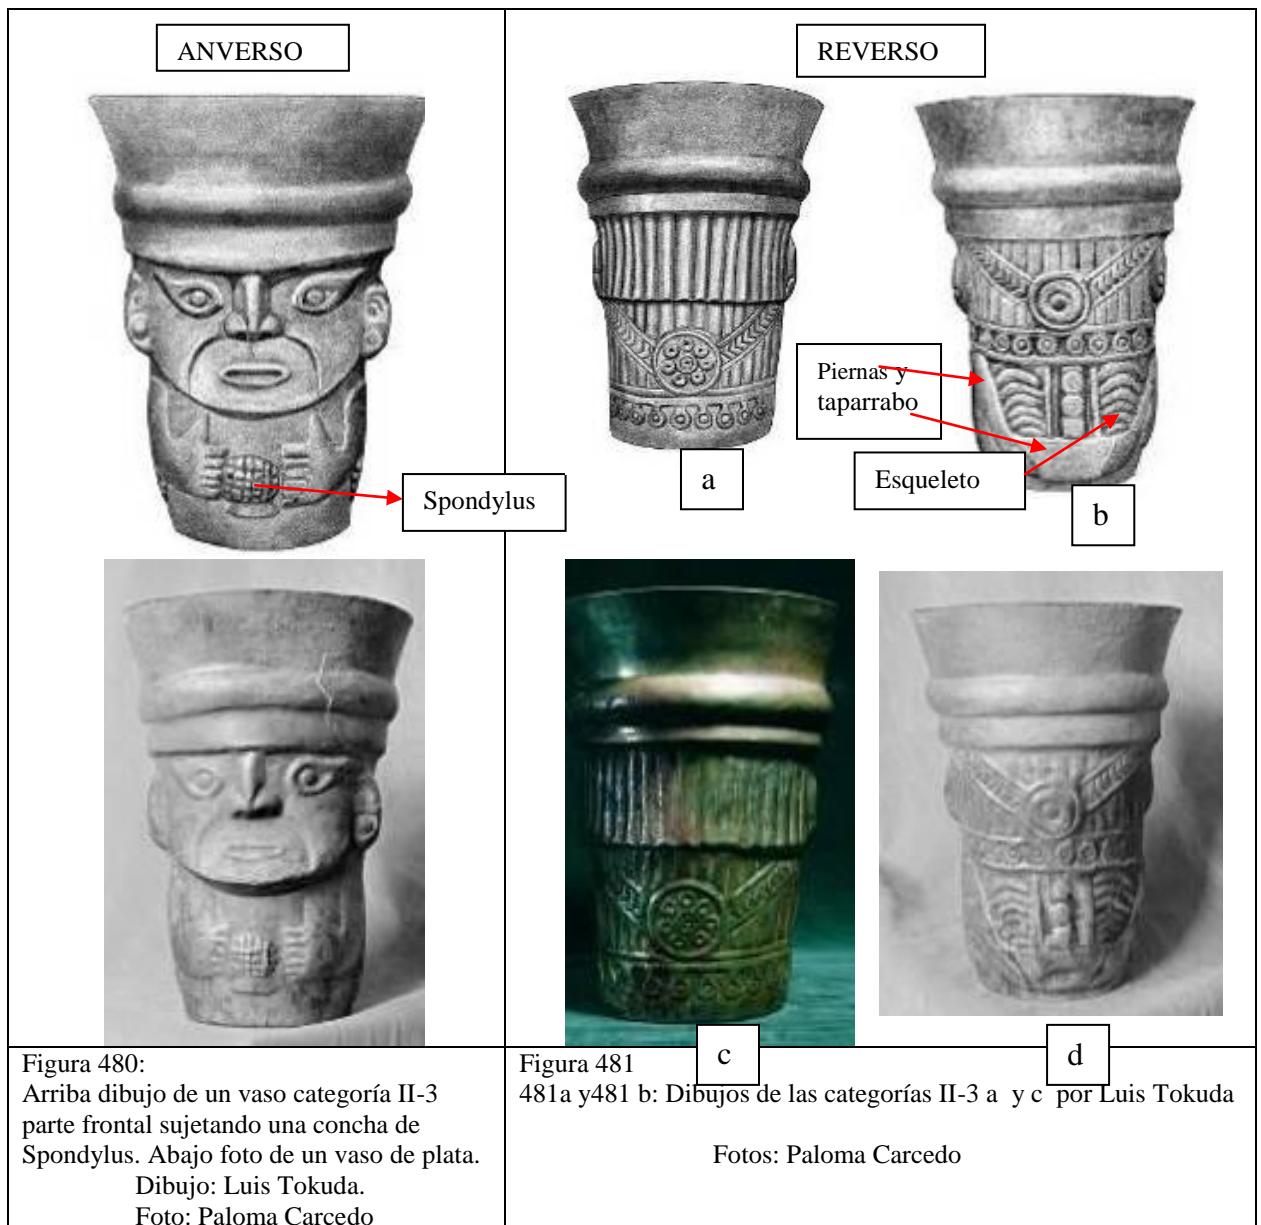 ANVERSO
REVERSO
Spondylus
Piernas y
taparrabo
Esqueleto
a
b
c
d
Figura 480:
Arriba dibujo de un vaso categoría II-3
parte frontal sujetando una concha de
Spondylus. Abajo foto de un vaso de plata.
Dibujo: Luis Tokuda.
Foto: Paloma Carcedo
Figura 481
481a y481 b: Dibujos de las categorías II-3 a y c por Luis Tokuda
Fotos: Paloma Carcedo